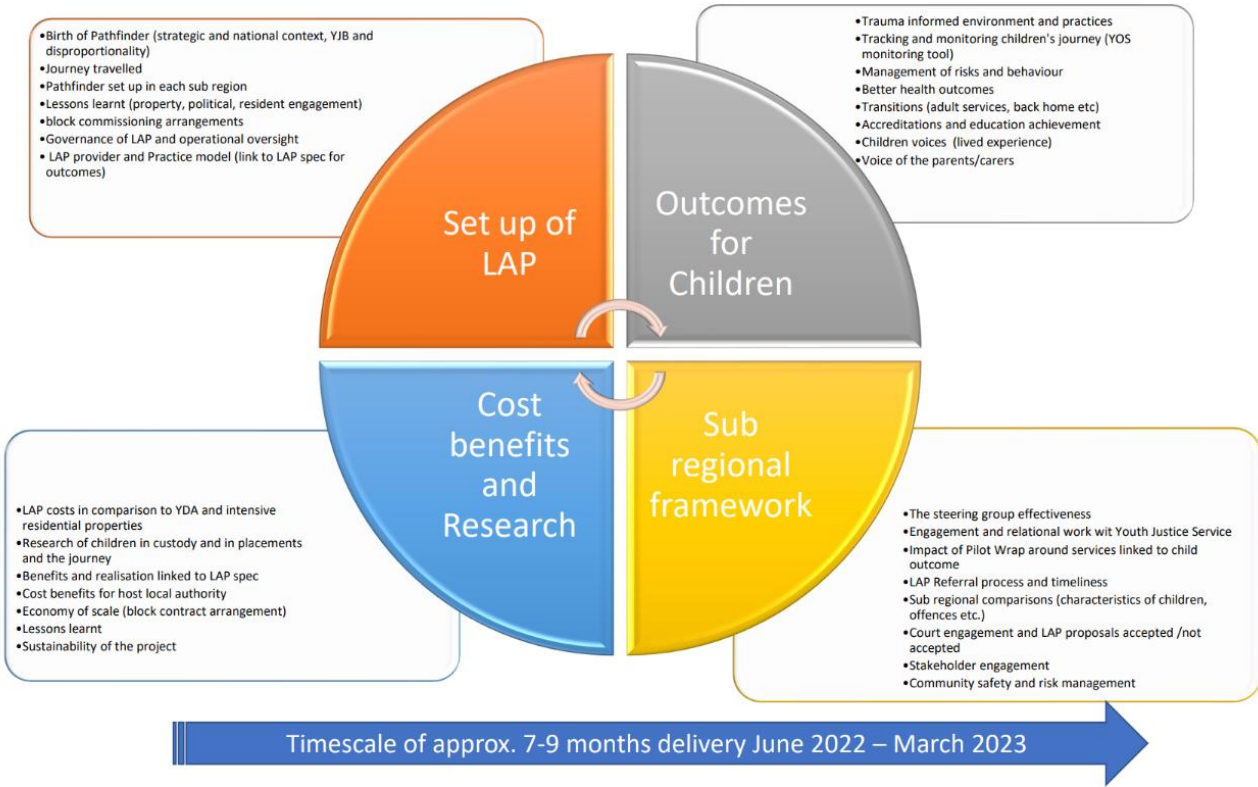 •Birth of Pathfinder (strategic and national context, YJB and
disproportionality)
•Journey travelled
•Pathfinder set up in each sub region
•Lessons learnt (property, political, resident engagement)
•block commissioning arrangements
•Governance of LAP and operational oversight
• LAP provider and Practice model (link to LAP spec for
outcomes)
•Trauma informed environment and practices
•Tracking and monitoring children's journey (YOS
monitoring tool)
•Management of risks and behaviour
•Better health outcomes
•Transitions (adult services, back home etc)
•Accreditations and education achievement
•Children voices (lived experience)
•Voice of the parents/carers
Set up of
LAP
Outcomes
for
Children
Cost
benefits
and
Research
Sub
regional
framework
•LAP costs in comparison to YDA and intensive
residential properties
•Research of children in custody and in placements
and the journey
•Benefits and realisation linked to LAP spec
•Cost benefits for host local authority
•Economy of scale (block contract arrangement)
•Lessons learnt
•Sustainability of the project
•The steering group effectiveness
•Engagement and relational work wit Youth Justice Service
•Impact of Pilot Wrap around services linked to child
outcome
•LAP Referral process and timeliness
•Sub regional comparisons (characteristics of children,
offences etc.)
•Court engagement and LAP proposals accepted /not
accepted
•Stakeholder engagement
•Community safety and risk management
Timescale of approx. 7-9 months delivery June 2022 – March 2023